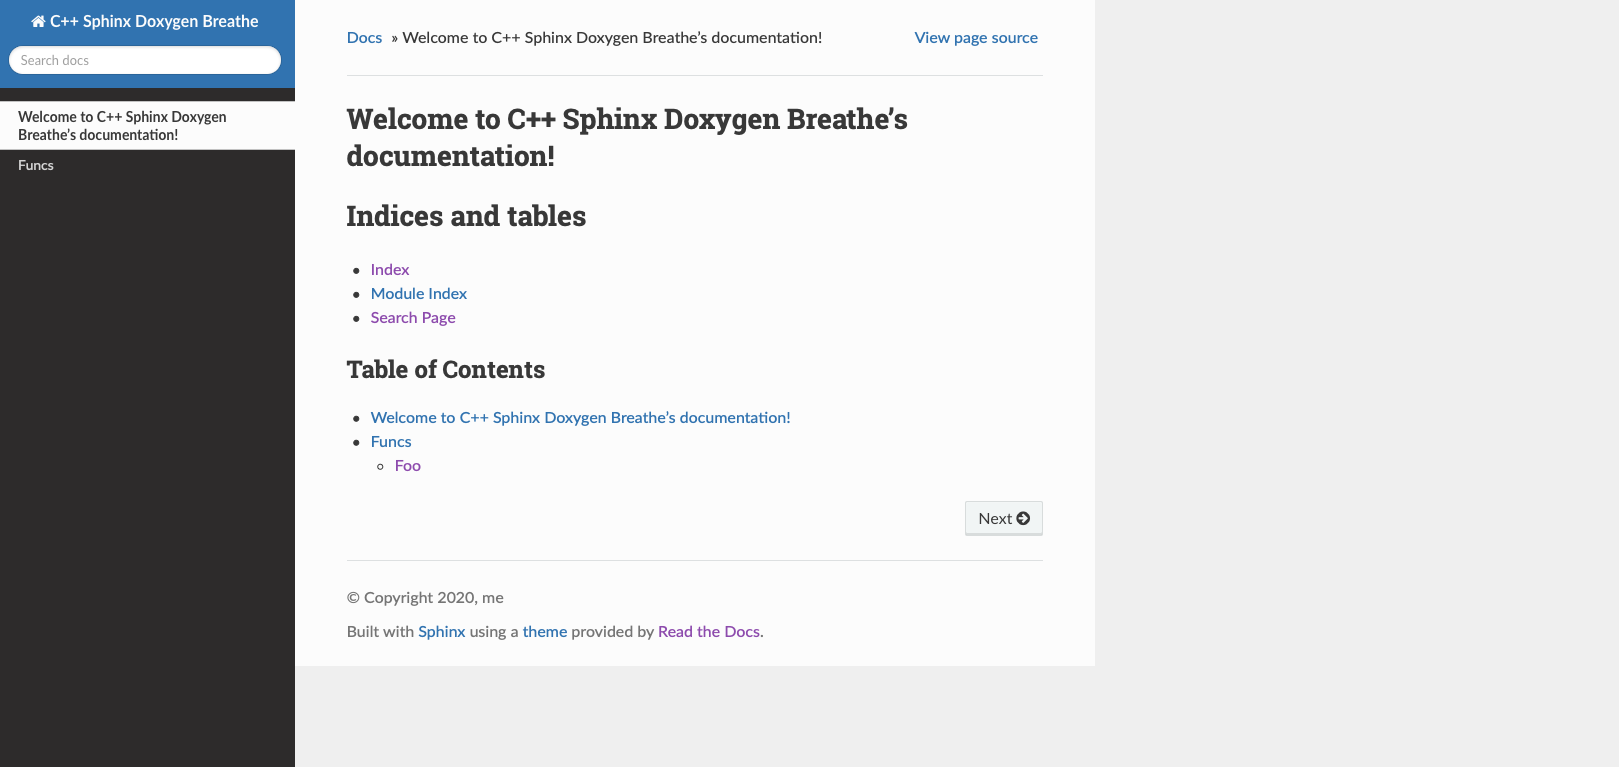 C++ Sphinx Doxygen Breathe
Search docs
Welcome to C++ Sphinx Doxygen
Breathe’s documentation!
Funcs
Docs » Welcome to C++ Sphinx Doxygen Breathe’s documentation!
View page source
Welcome to C++ Sphinx Doxygen Breathe’s
documentation!
Indices and tables
Index
Module Index
Search Page
Table of Contents
Welcome to C++ Sphinx Doxygen Breathe’s documentation!
Funcs
Foo
Next
© Copyright 2020, me
Built with Sphinx using a theme provided by Read the Docs.